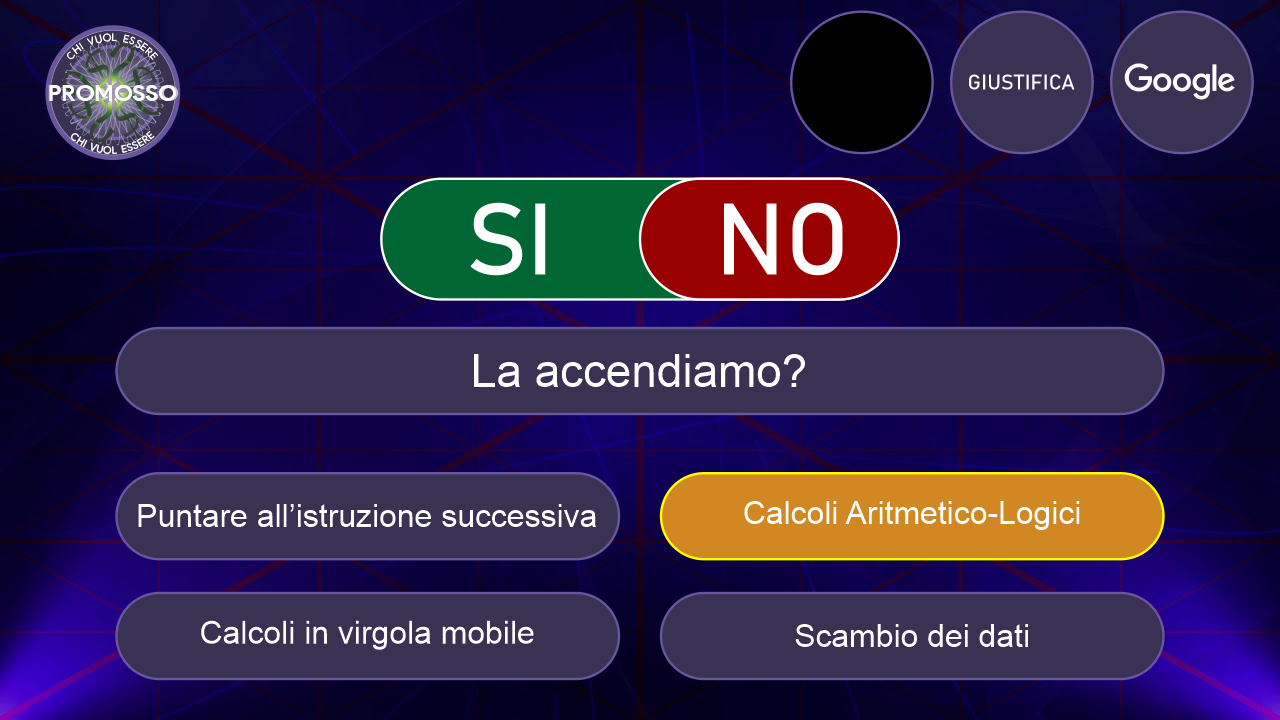 CHI VUOL ESSERE
PROMOSSO
CHI VUOL ESSERE
GIUSTIFICA
Google
SI NO
La accendiamo?
Puntare all’istruzione successiva
Calcoli Aritmetico-Logici
Calcoli in virgola mobile
Scambio dei dati